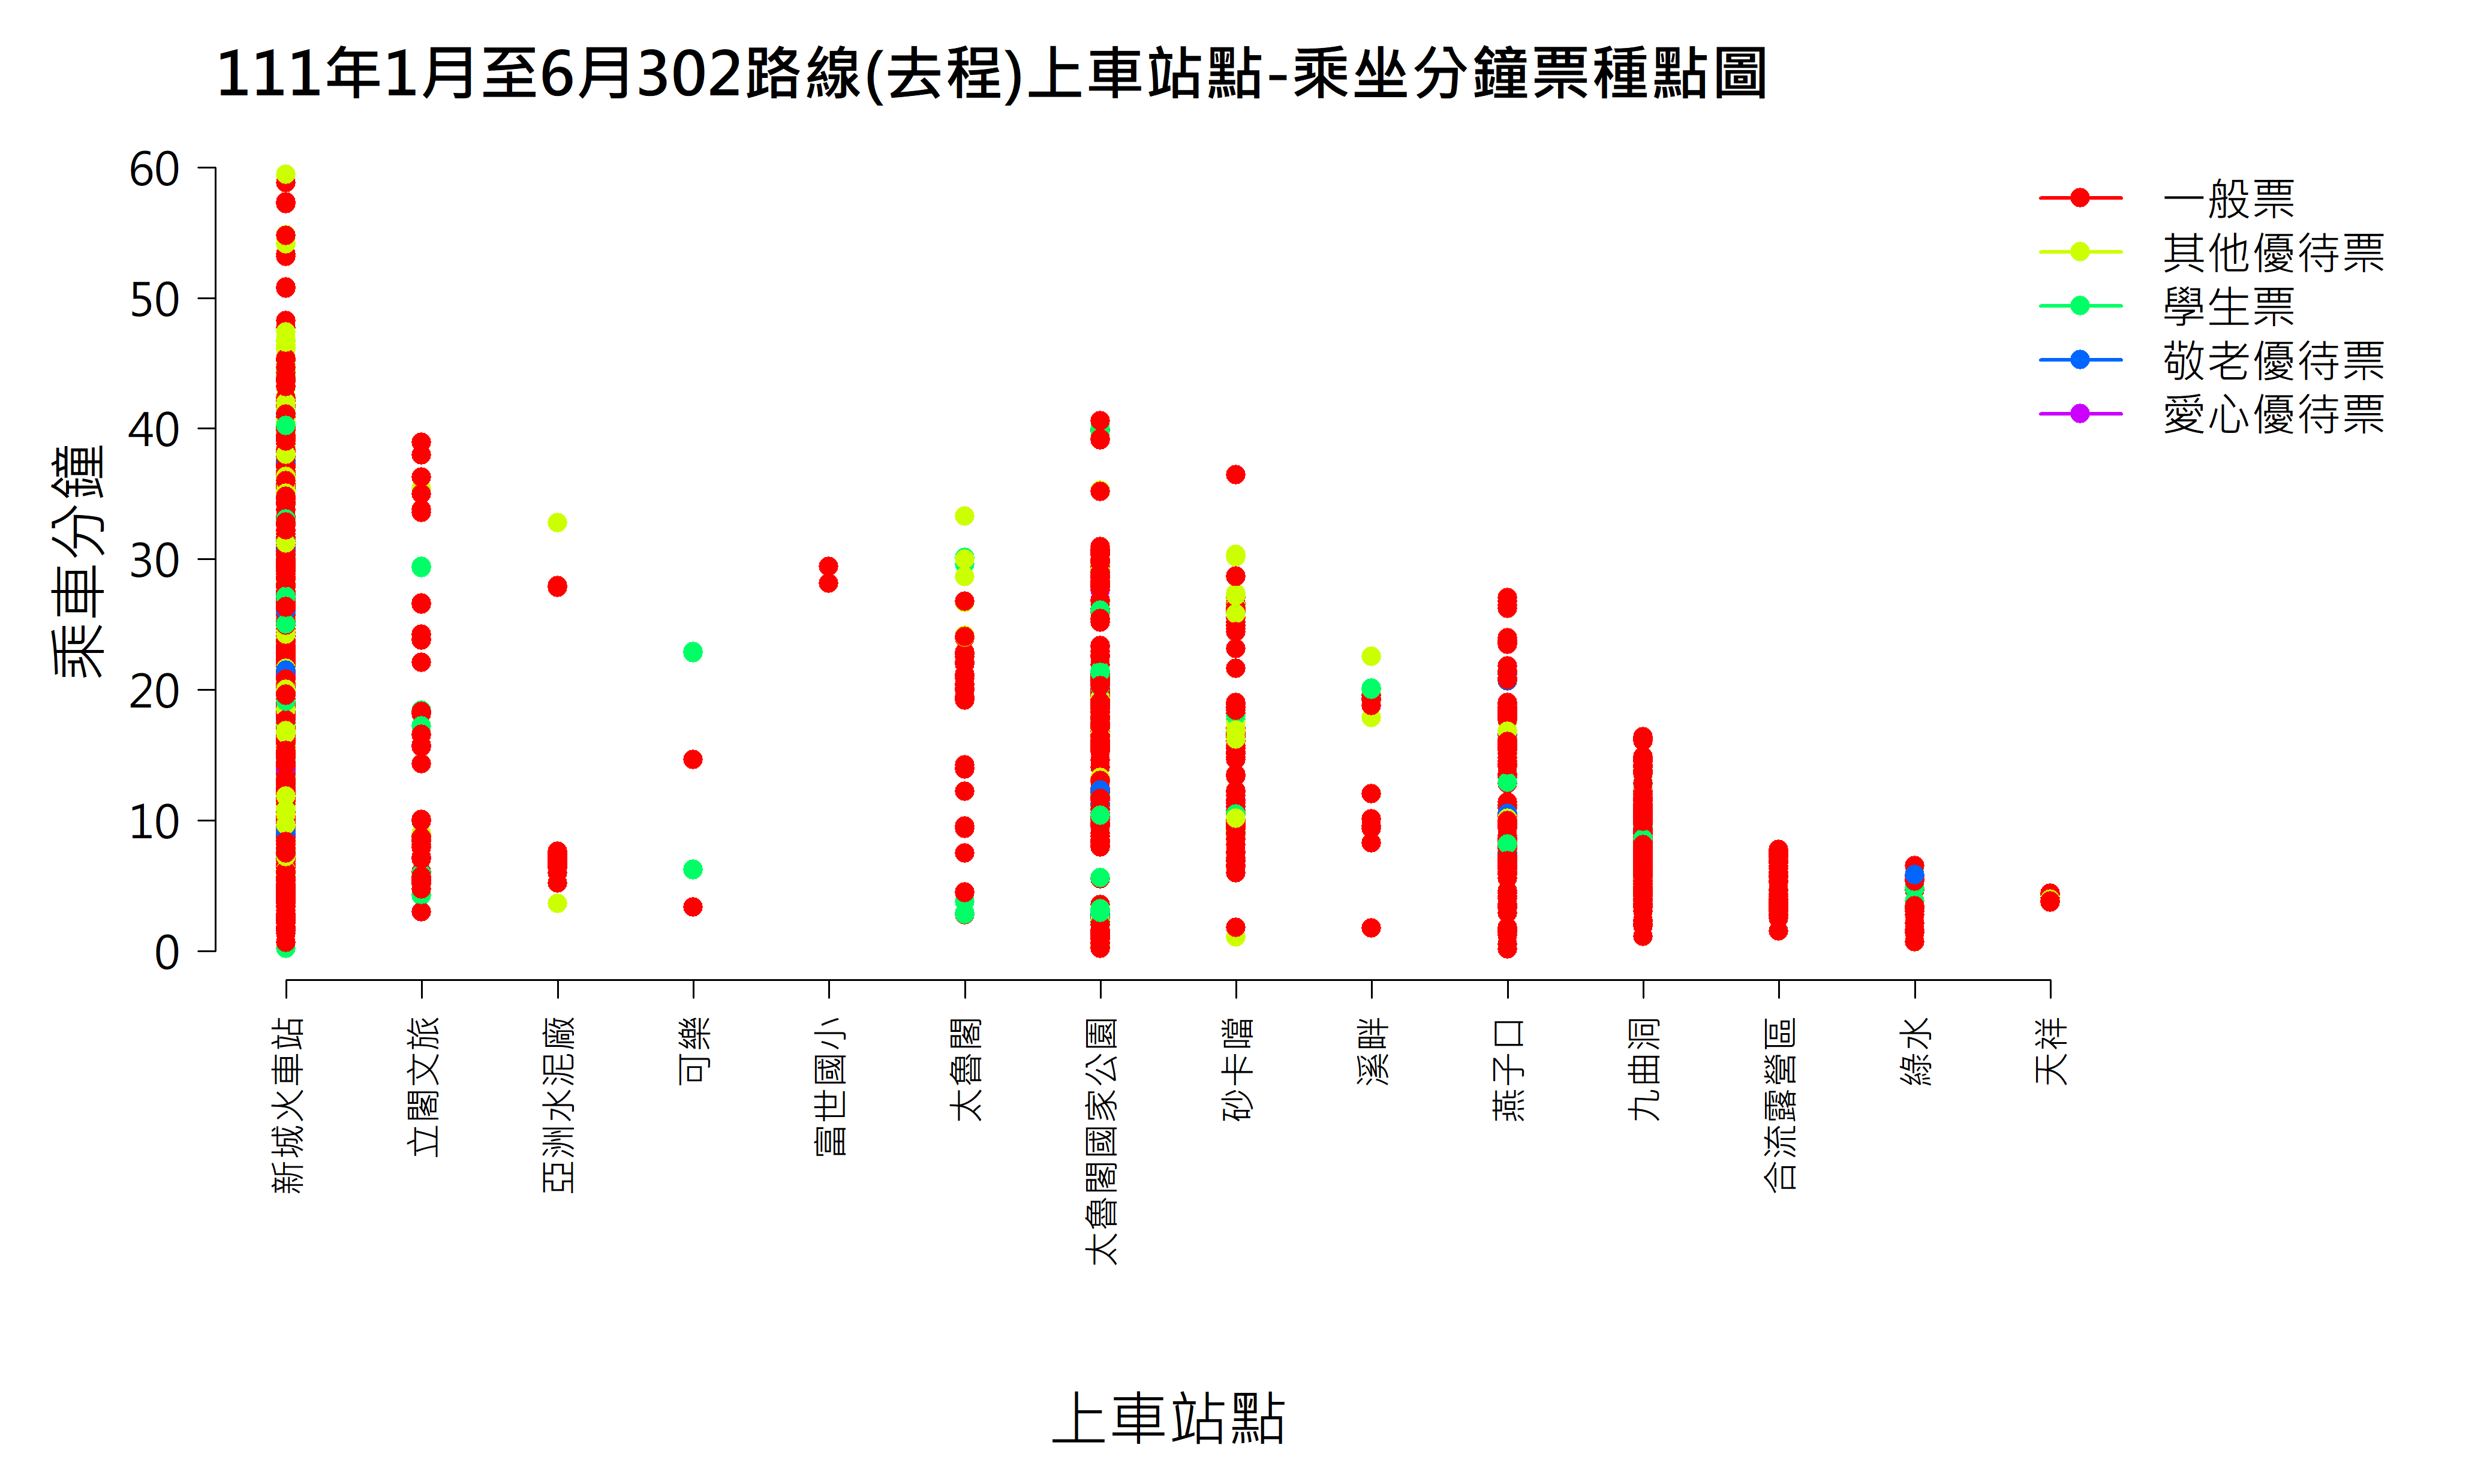 111年1月至6月302路線(去程)上車站點-乘坐分鐘票種點圖
乘車分鐘
60
50
40
30
20
10
0
一般票
其他優待票
學生票
敬老優待票
愛心優待票
新城火車站
立閣文旅
亞洲水泥廠
可樂
富世國小
太魯閣
太魯閣國家公園
砂卡噹
溪畔
燕子口
九曲洞
合流露營區
綠水
天祥
上車站點